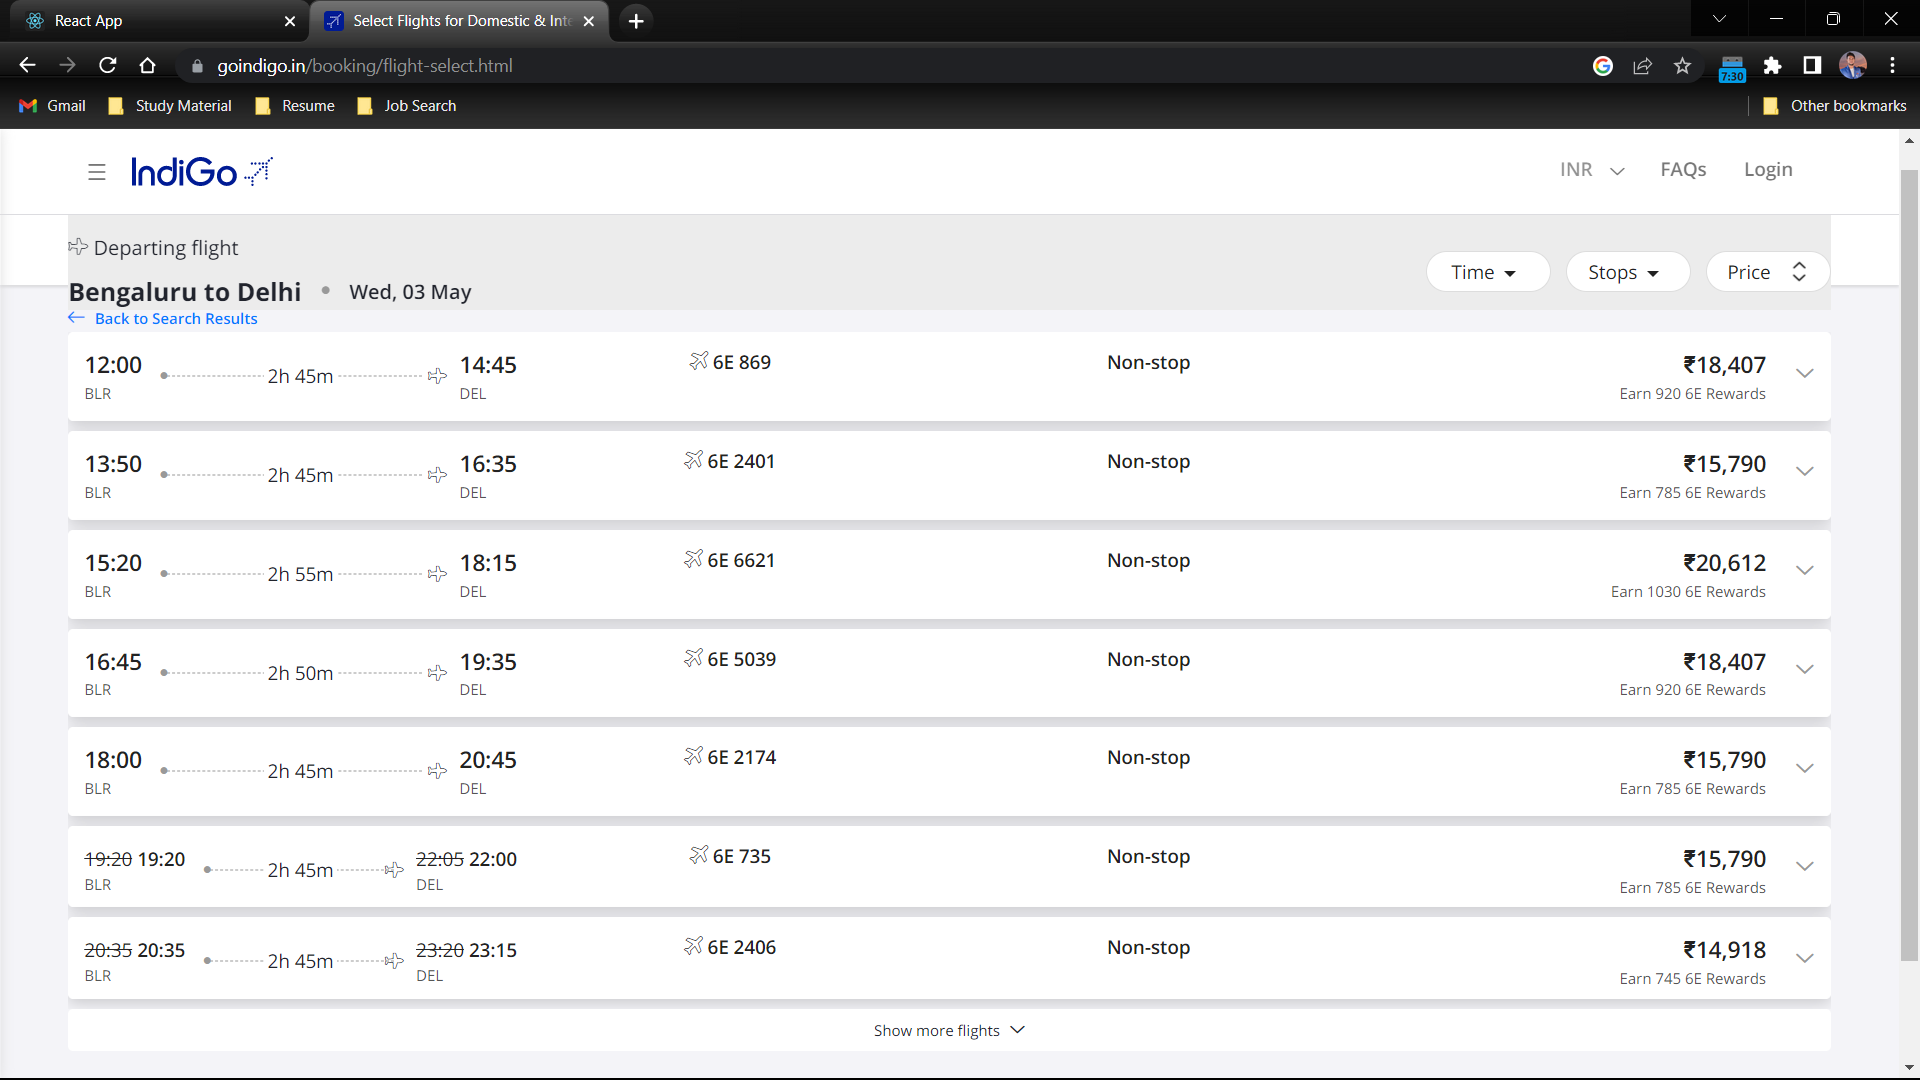 React App
Select Flights for Domestic & Inte
goindigo.in/booking/flight-select.html
7:30
Gmail
Study Material
Resume
Job Search
Other bookmarks
IndiGo
INR
FAQs
Login
Departing flight
Bengaluru to Delhi • Wed, 03 May
Time
Stops
Price
Back to Search Results
12:00 2h 45m 14:45 6E 869 Non-stop ₹18,407
BLR DEL Earn 920 6E Rewards
13:50 2h 45m 16:35 6E 2401 Non-stop ₹15,790
BLR DEL Earn 785 6E Rewards
15:20 2h 55m 18:15 6E 6621 Non-stop ₹20,612
BLR DEL Earn 1030 6E Rewards
16:45 2h 50m 19:35 6E 5039 Non-stop ₹18,407
BLR DEL Earn 920 6E Rewards
18:00 2h 45m 20:45 6E 2174 Non-stop ₹15,790
BLR DEL Earn 785 6E Rewards
19:20 19:20 2h 45m 22:05 22:00 6E 735 Non-stop ₹15,790
BLR DEL Earn 785 6E Rewards
20:35 20:35 2h 45m 23:20 23:15 6E 2406 Non-stop ₹14,918
BLR DEL Earn 745 6E Rewards
Show more flights